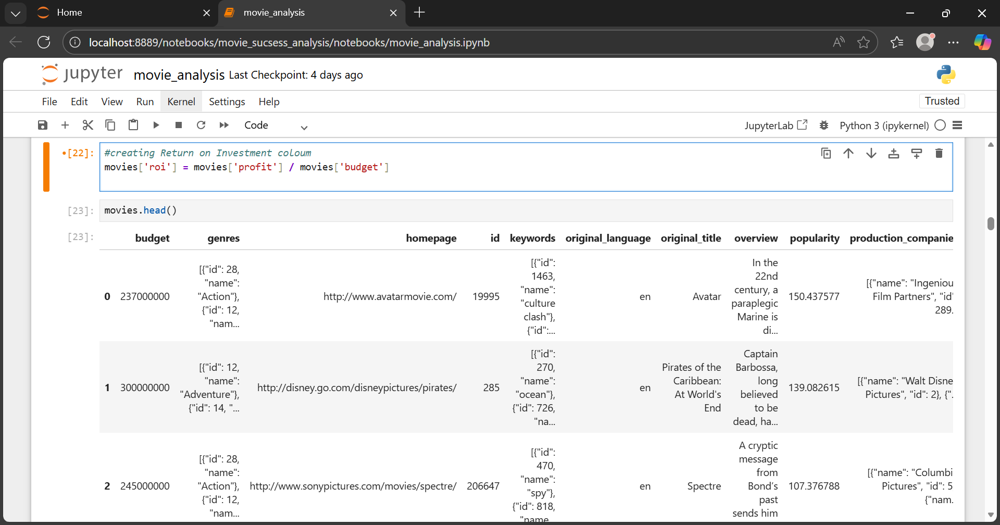 Home
movie_analysis
localhost:8889/notebooks/movie_sucsess_analysis/notebooks/movie_analysis.ipynb
jupyter movie_analysis Last Checkpoint: 4 days ago
File Edit View Run Kernel Settings Help
Trusted
Code
JupyterLab
Python 3 (ipykernel)
•[22]:
#creating Return on Investment coloum
movies['roi'] = movies['profit'] / movies['budget']
[23]:
movies.head()
[23]:
budget genres homepage id keywords original_language original_title overview popularity production_companie
0 237000000
[{"id": 28,
"name":
"Action"},
{"id": 12,
"nam...
http://www.avatarmovie.com/
19995
[{"id":
1463,
"name":
"culture
clash"},
{"id":...
en
Avatar
In the
22nd
century, a
paraplegic
Marine is
di...
150.437577
[{"name": "Ingeniou
Film Partners", "id"
289.
1 300000000
[{"id": 12,
"name":
"Adventure"},
{"id": 14, "...
http://disney.go.com/disneypictures/pirates/
285
[{"id":
270,
"name":
"ocean"},
{"id": 726,
"na...
en
Pirates of the
Caribbean:
At World's
End
Captain
Barbossa,
long
believed
to be
dead, ha...
139.082615
[{"name": "Walt Disne
Pictures", "id": 2}, {".
2 245000000
[{"id": 28,
"name":
"Action"},
{"id": 12,
"nam...
http://www.sonypictures.com/movies/spectre/
206647
[{"id":
470,
"name":
"spy"},
{"id": 818,
"name
en
Spectre
A cryptic
message
from
Bond's
past
sends him
107.376788
[{"name": "Columbi
Pictures", "id": 5
{"nam.